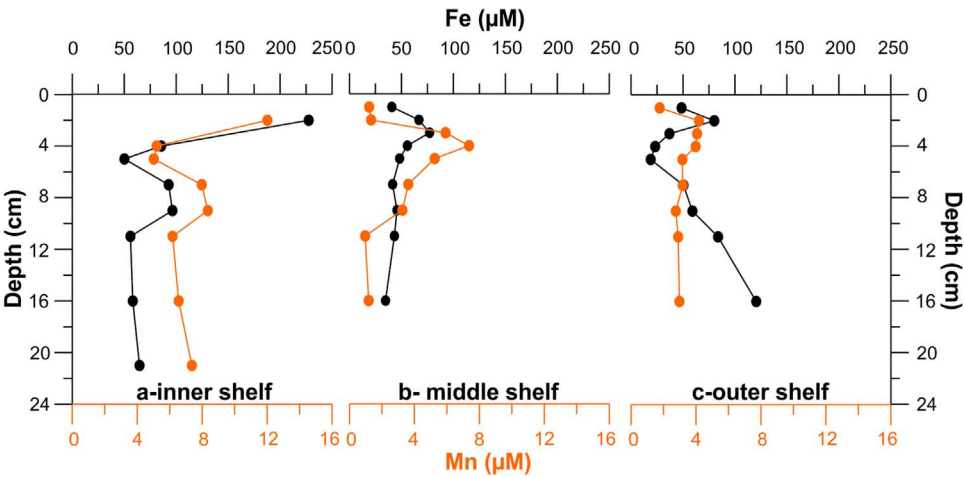 Fe (µM)
0 50 100 150 200 250 0 50 100 150 200 250 0 50 100 150 200 250
0 0
4 4
8 8
12 12
16 16
20 20
24 24
Depth (cm)
Depth (cm)
a-inner shelf b- middle shelf c-outer shelf
0 4 8 12 16 0 4 8 12 16 0 4 8 12 16
Mn (µM)